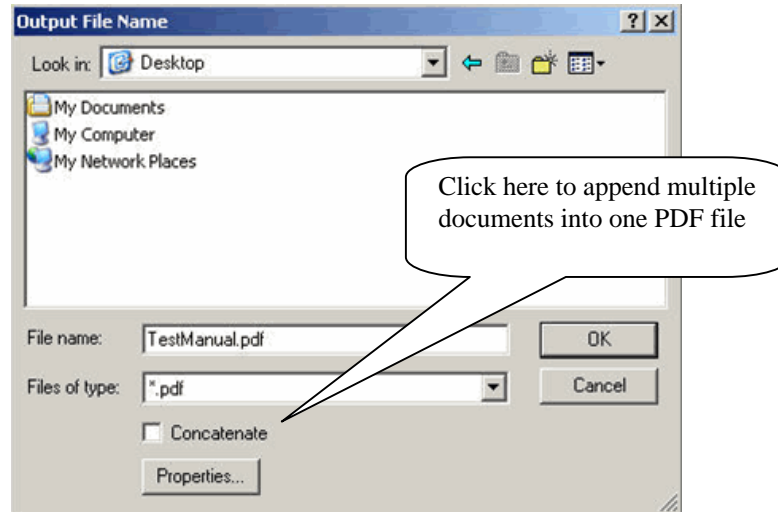 Output File Name
Look in: Desktop
My Documents
My Computer
My Network Places
Click here to append multiple
documents into one PDF file
File name: TestManual.pdf OK
Files of type: *.pdf Cancel
Concatenate
Properties...